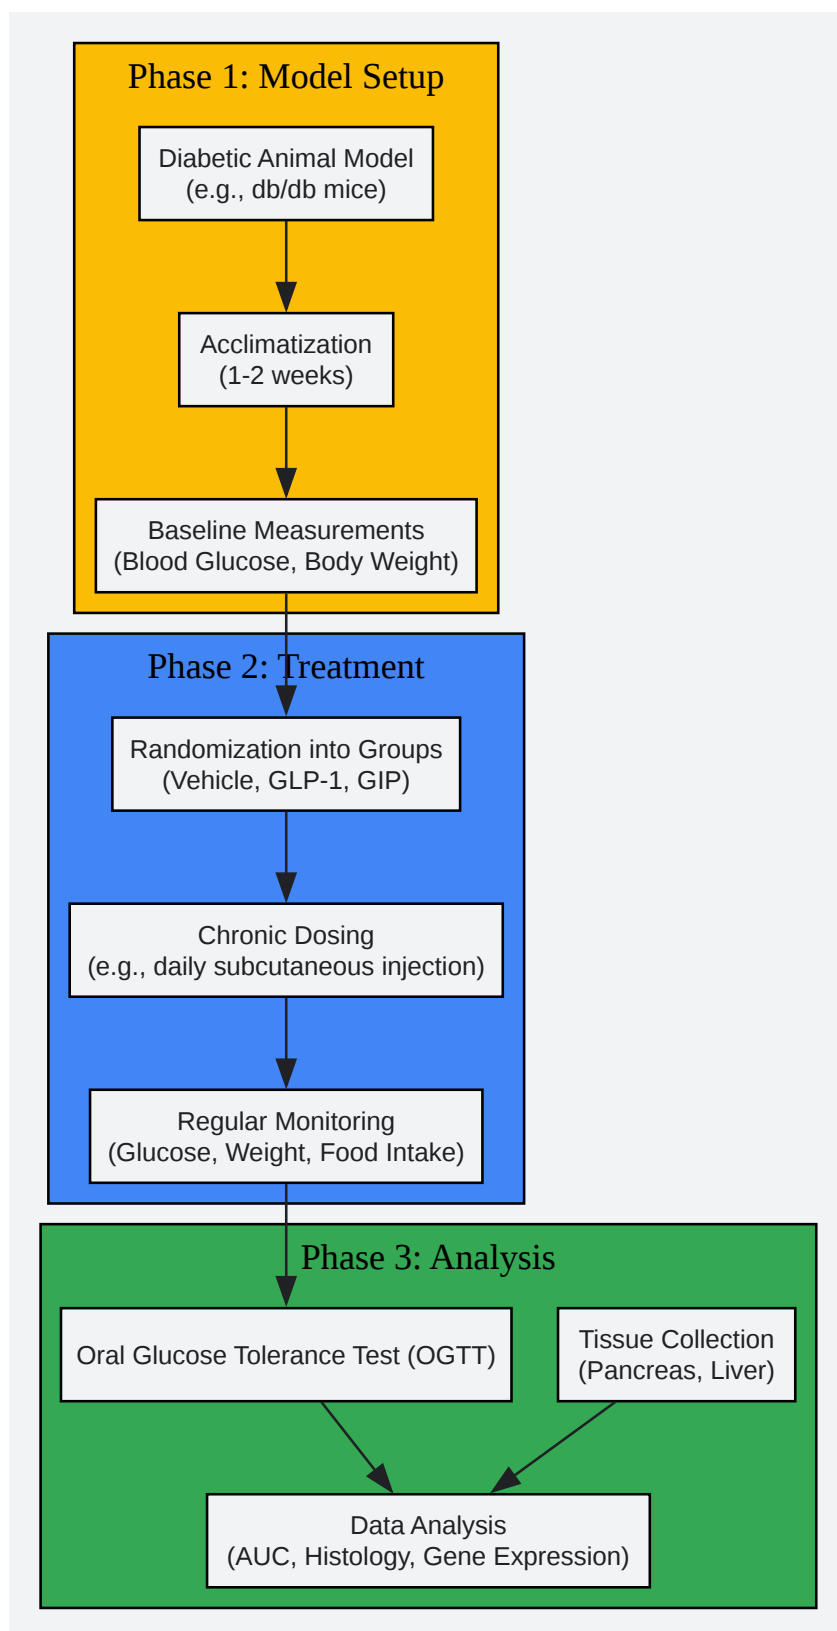 Phase 1: Model Setup
Diabetic Animal Model
(e.g., db/db mice)
Acclimatization
(1-2 weeks)
Baseline Measurements
(Blood Glucose, Body Weight)
Phase 2: Treatment
Randomization into Groups
(Vehicle, GLP-1, GIP)
Chronic Dosing
(e.g., daily subcutaneous injection)
Regular Monitoring
(Glucose, Weight, Food Intake)
Phase 3: Analysis
Oral Glucose Tolerance Test (OGTT)
Tissue Collection
(Pancreas, Liver)
Data Analysis
(AUC, Histology, Gene Expression)